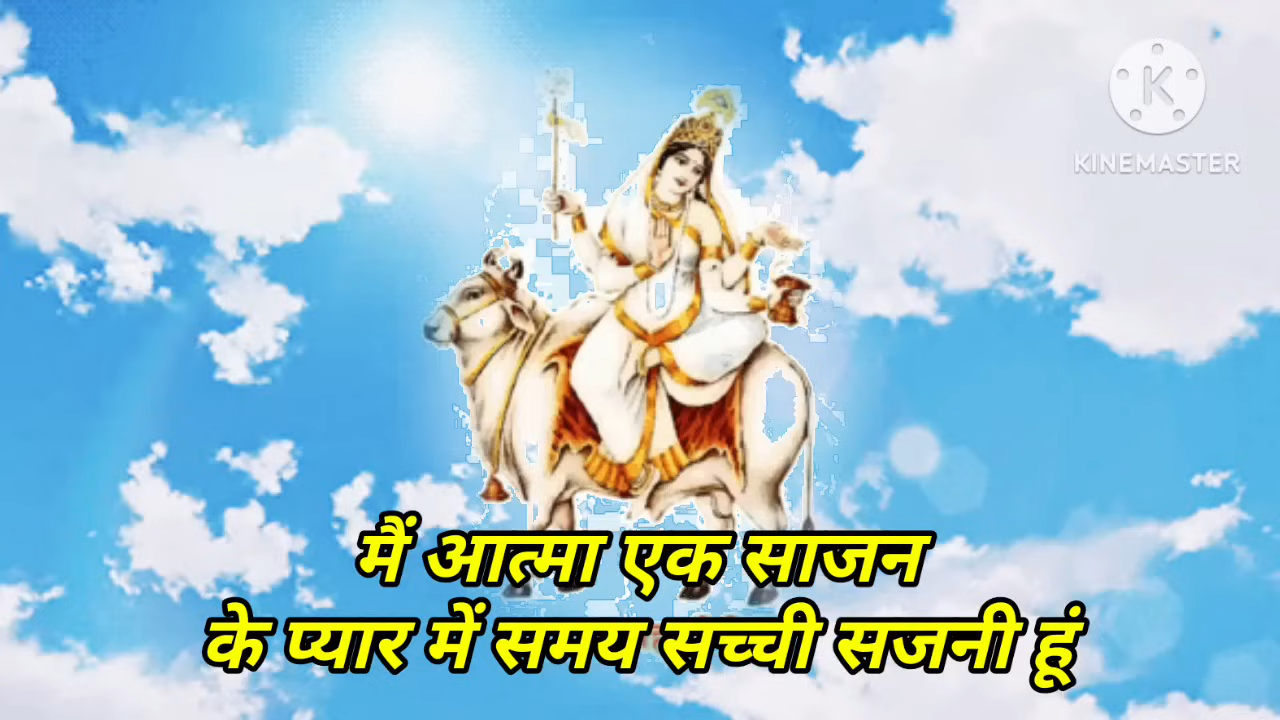 KINEMASTER
मैं आत्मा एक साजन
के प्यार में समय सच्ची सजनी हूं